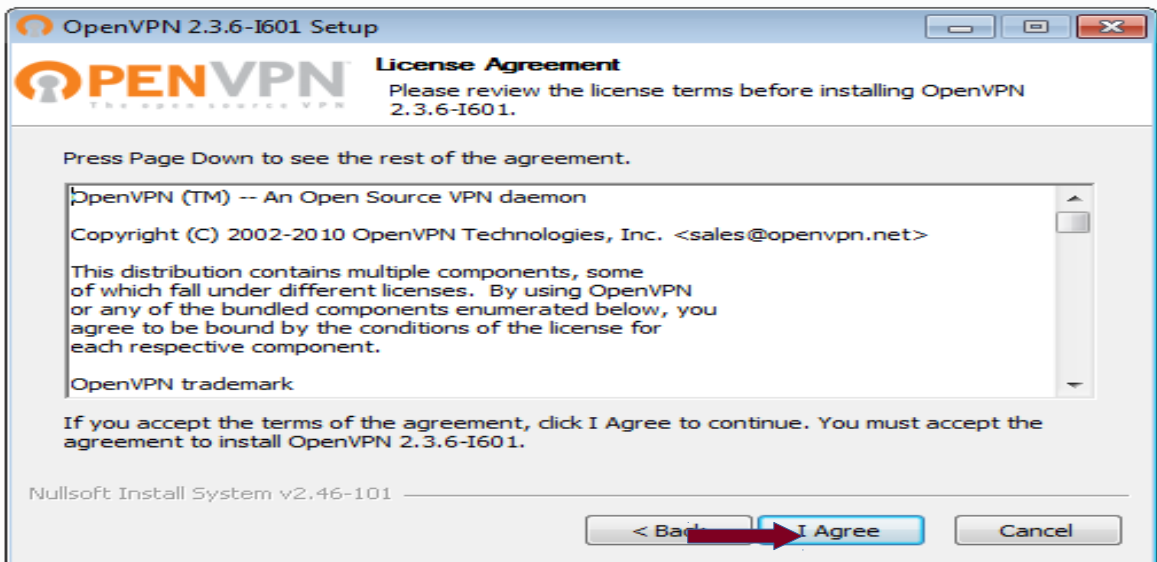 OpenVPN 2.3.6-I601 Setup
OPENVPN
The open source VPN
License Agreement
Please review the license terms before installing OpenVPN
2.3.6-I601.
Press Page Down to see the rest of the agreement.
OpenVPN (TM) -- An Open Source VPN daemon
Copyright (C) 2002-2010 OpenVPN Technologies, Inc. <sales@openvpn.net>
This distribution contains multiple components, some
of which fall under different licenses.  By using OpenVPN
or any of the bundled components enumerated below, you
agree to be bound by the conditions of the license for
each respective component.
OpenVPN trademark
If you accept the terms of the agreement, click I Agree to continue. You must accept the
agreement to install OpenVPN 2.3.6-I601.
Nullsoft Install System v2.46-101
< Back
I Agree
Cancel